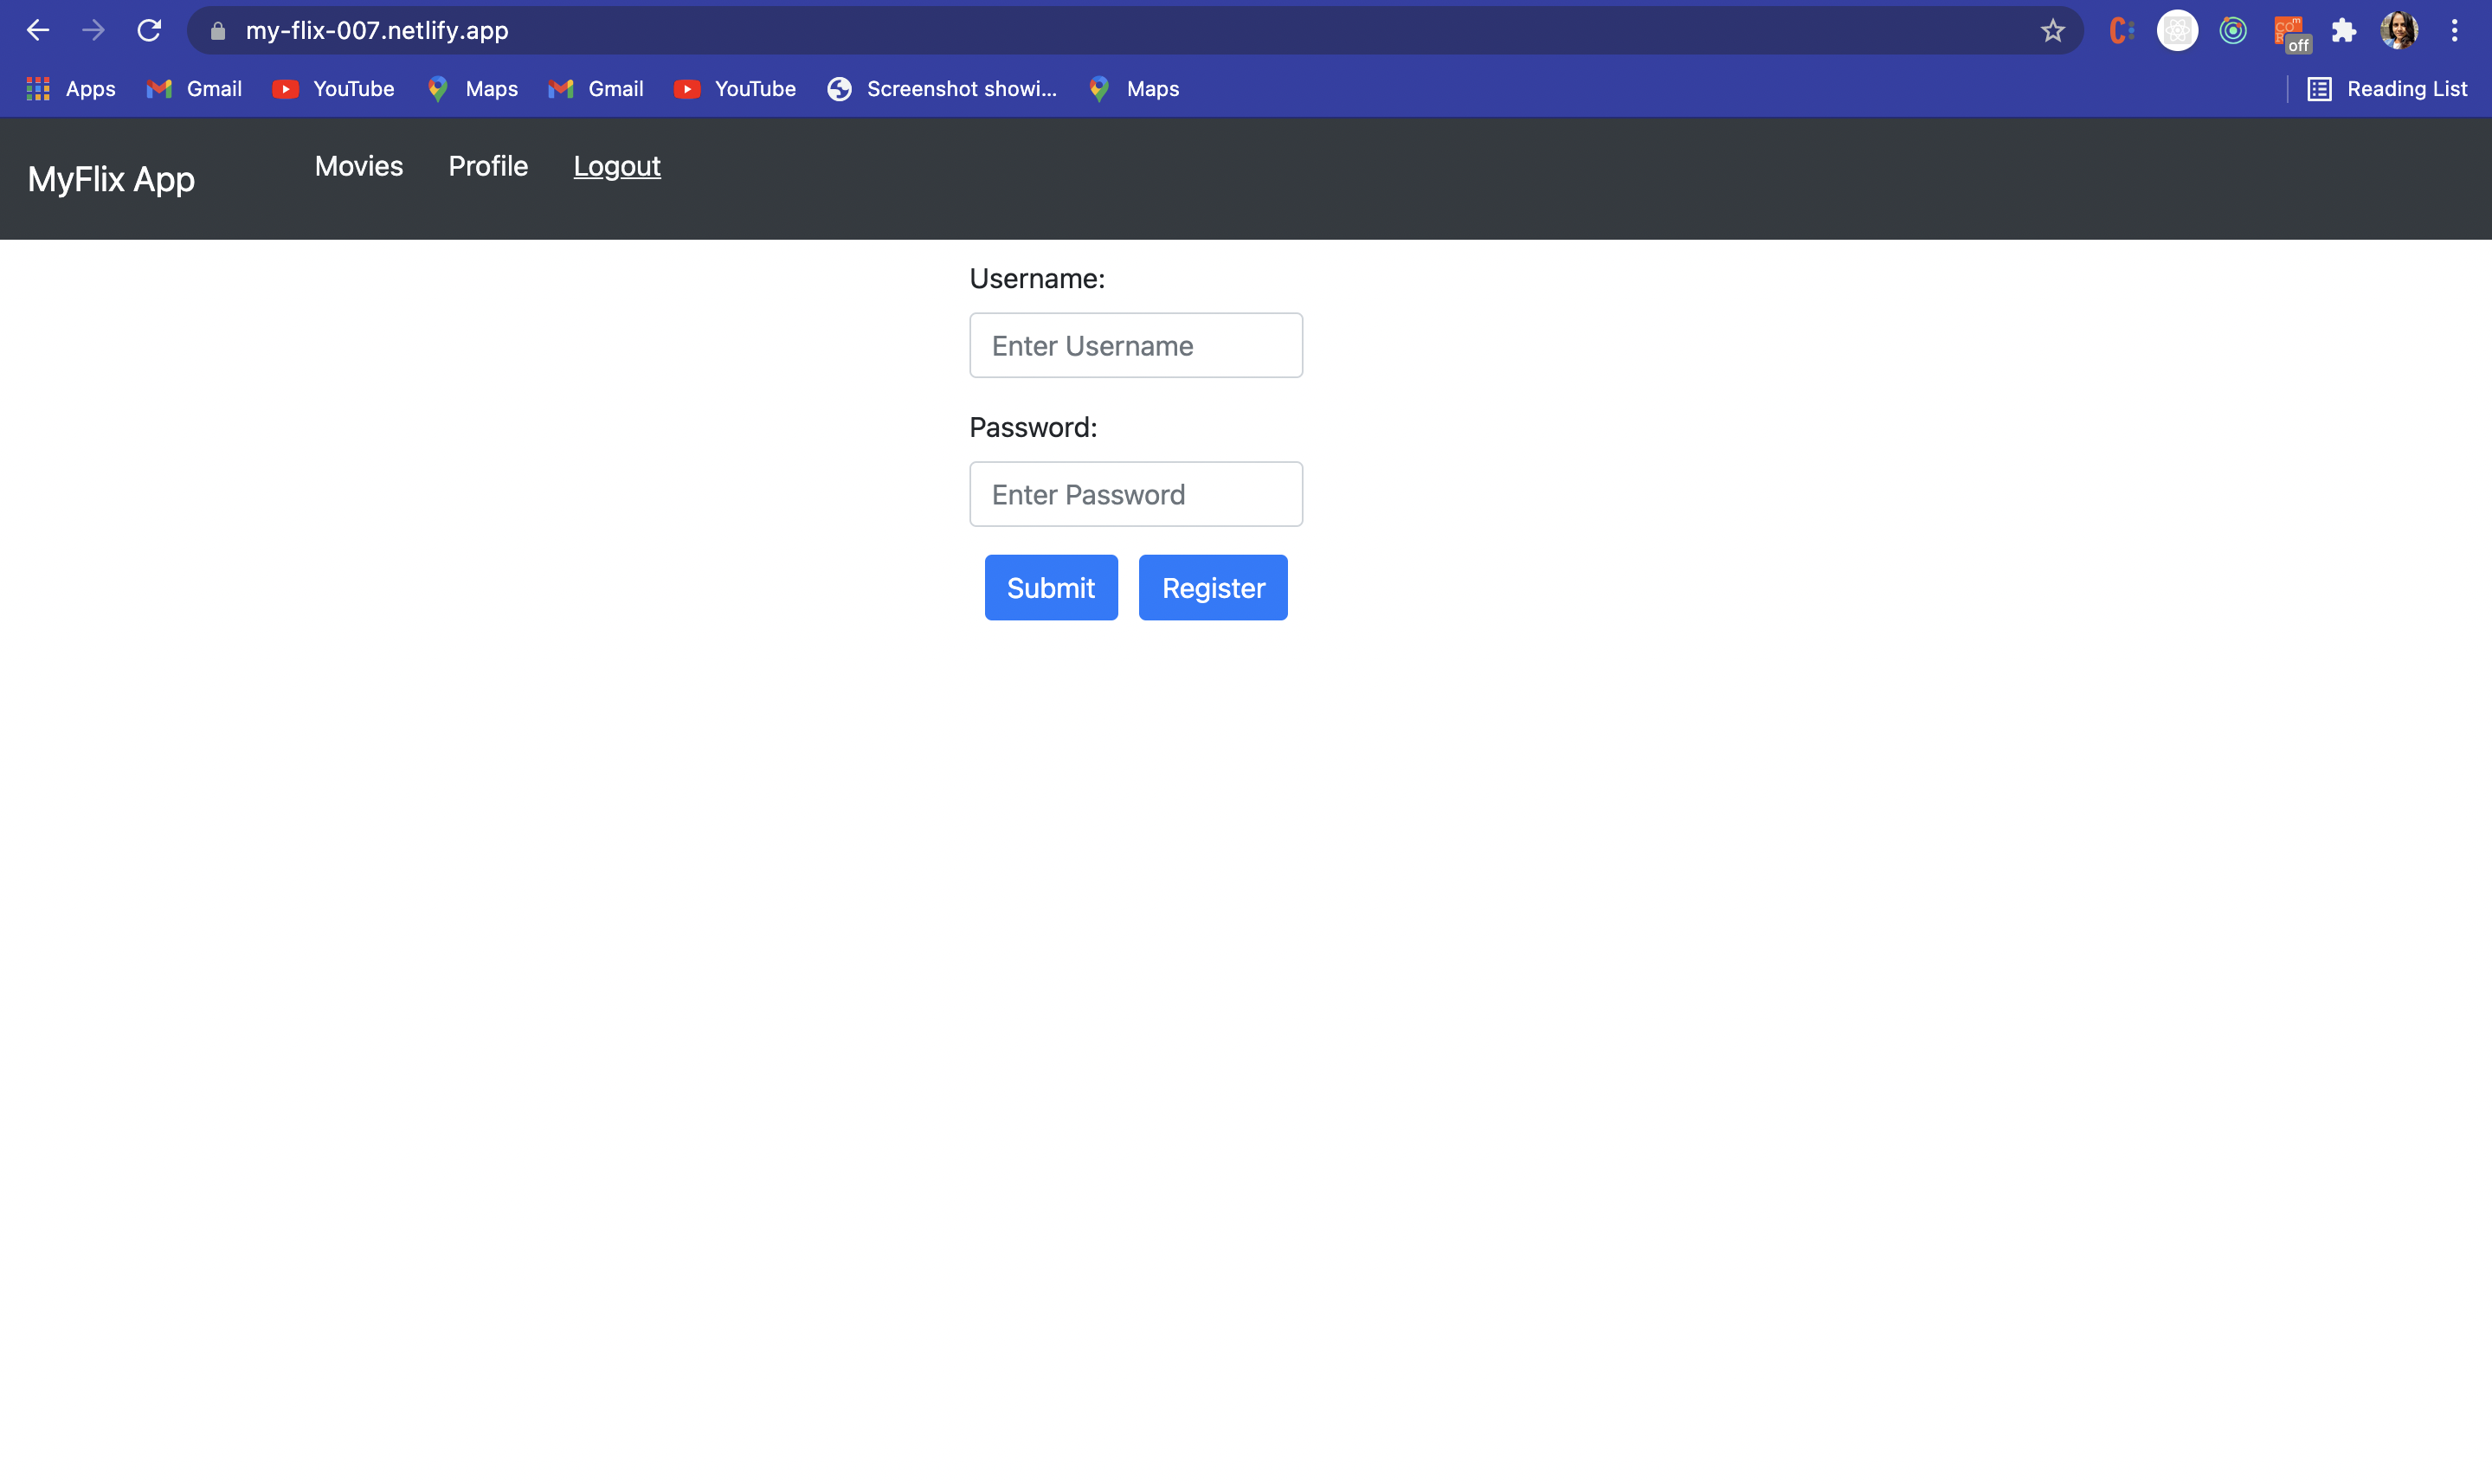 my-flix-007.netlify.app
off
Apps Gmail YouTube Maps Gmail YouTube Screenshot showi... Maps Reading List
MyFlix App Movies Profile Logout
Username:
Enter Username
Password:
Enter Password
Submit Register